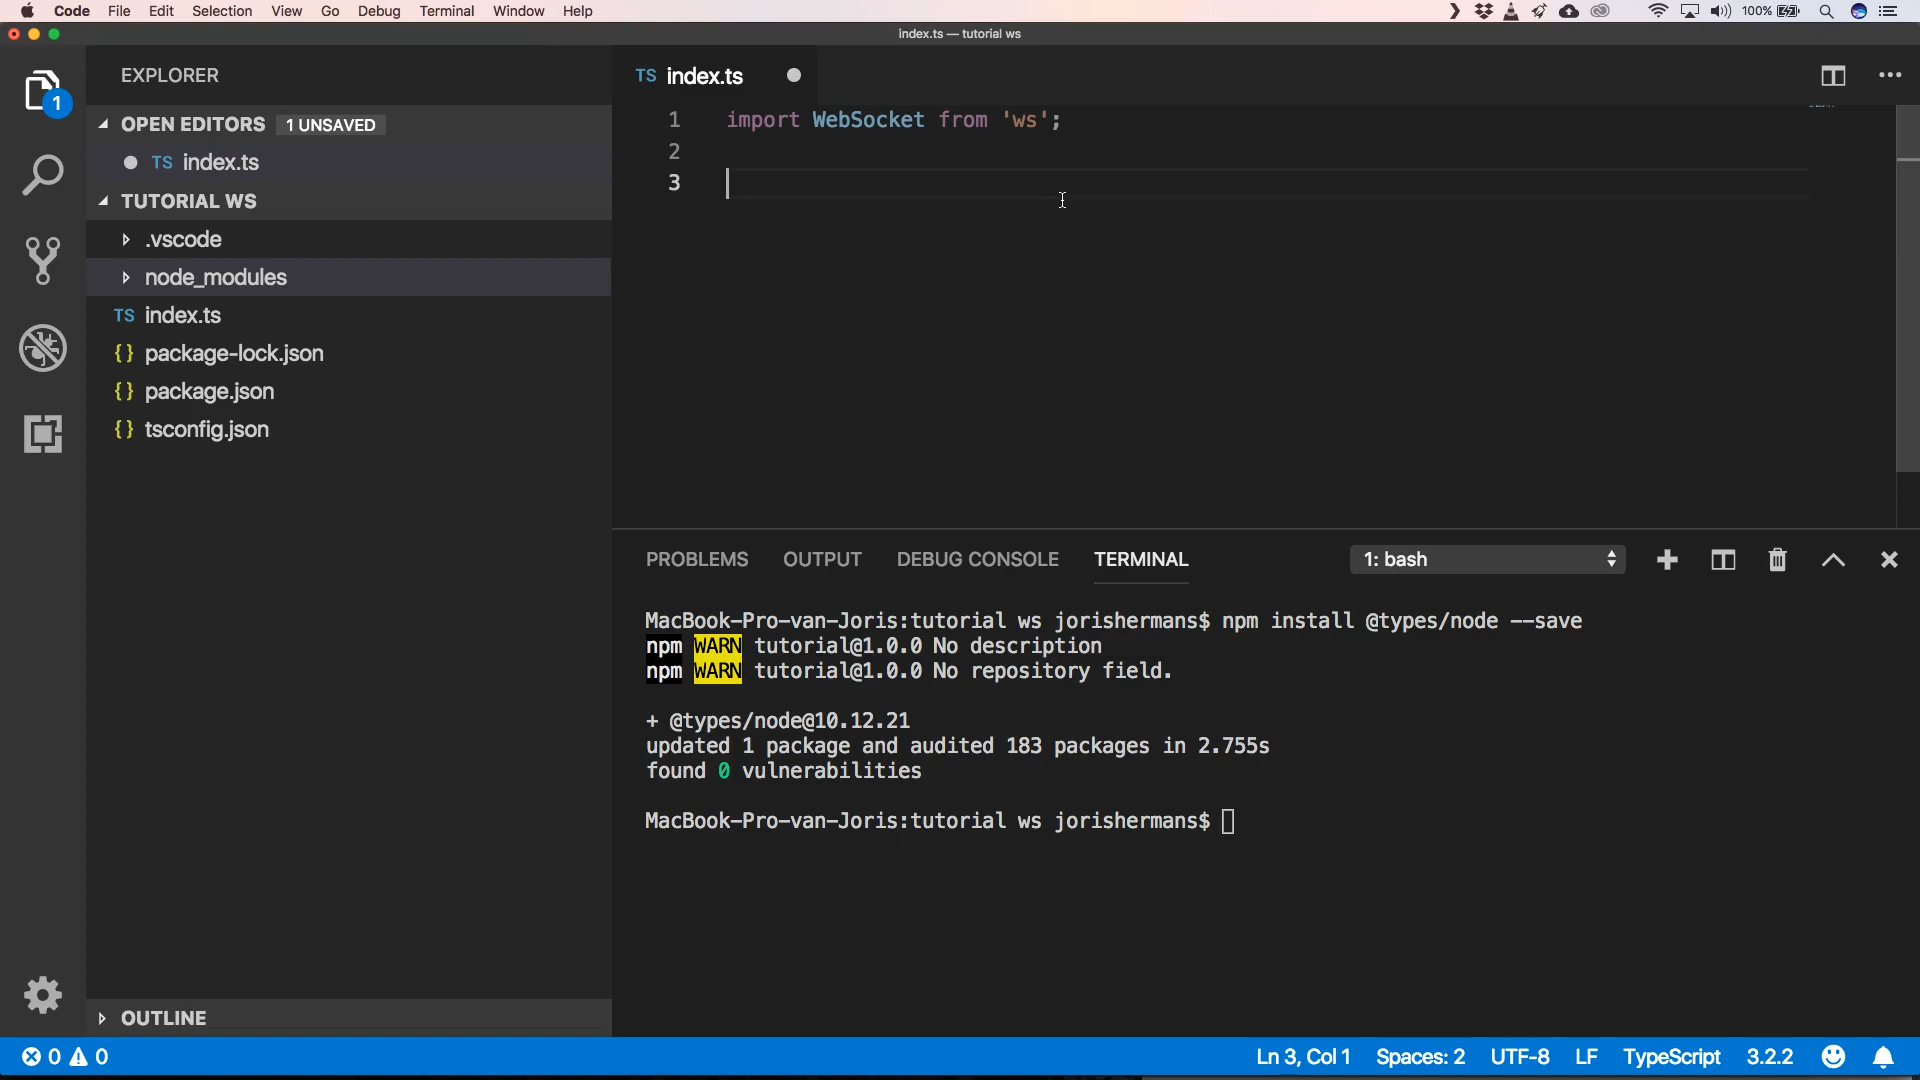 Code File Edit Selection View Go Debug Terminal Window Help 100%
index.ts — tutorial ws
1
EXPLORER
OPEN EDITORS 1 UNSAVED
TS index.ts
TUTORIAL WS
.vscode
node_modules
TS index.ts
{} package-lock.json
{} package.json
{} tsconfig.json
OUTLINE
TS index.ts
1 import WebSocket from 'ws';
2
3
PROBLEMS OUTPUT DEBUG CONSOLE TERMINAL 1: bash
MacBook-Pro-van-Joris:tutorial ws jorishermans$ npm install @types/node --save
npm WARN tutorial@1.0.0 No description
npm WARN tutorial@1.0.0 No repository field.
+ @types/node@10.12.21
updated 1 package and audited 183 packages in 2.755s
found 0 vulnerabilities
MacBook-Pro-van-Joris:tutorial ws jorishermans$
0 0 Ln 3, Col 1 Spaces: 2 UTF-8 LF TypeScript 3.2.2